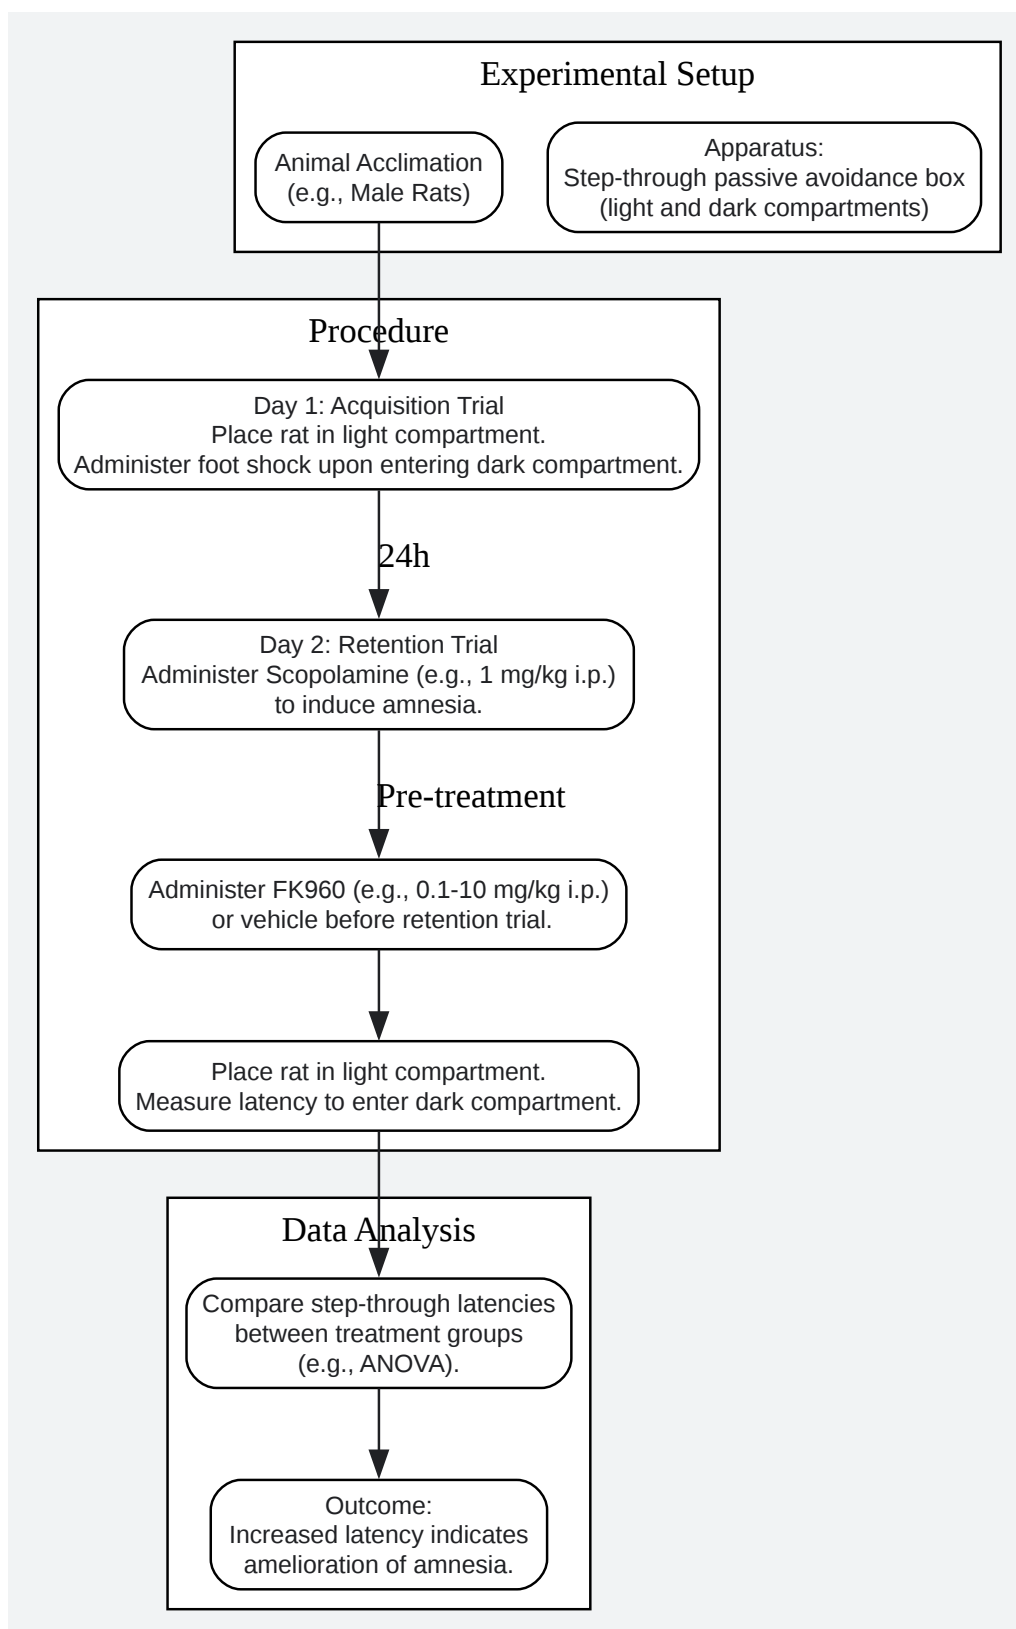 Experimental Setup
Animal Acclimation
(e.g., Male Rats)
Apparatus:
Step-through passive avoidance box
(light and dark compartments)
Procedure
Day 1: Acquisition Trial
Place rat in light compartment.
Administer foot shock upon entering dark compartment.
24h
Day 2: Retention Trial
Administer Scopolamine (e.g., 1 mg/kg i.p.)
to induce amnesia.
Pre-treatment
Administer FK960 (e.g., 0.1-10 mg/kg i.p.)
or vehicle before retention trial.
Place rat in light compartment.
Measure latency to enter dark compartment.
Data Analysis
Compare step-through latencies
between treatment groups
(e.g., ANOVA).
Outcome:
Increased latency indicates
amelioration of amnesia.